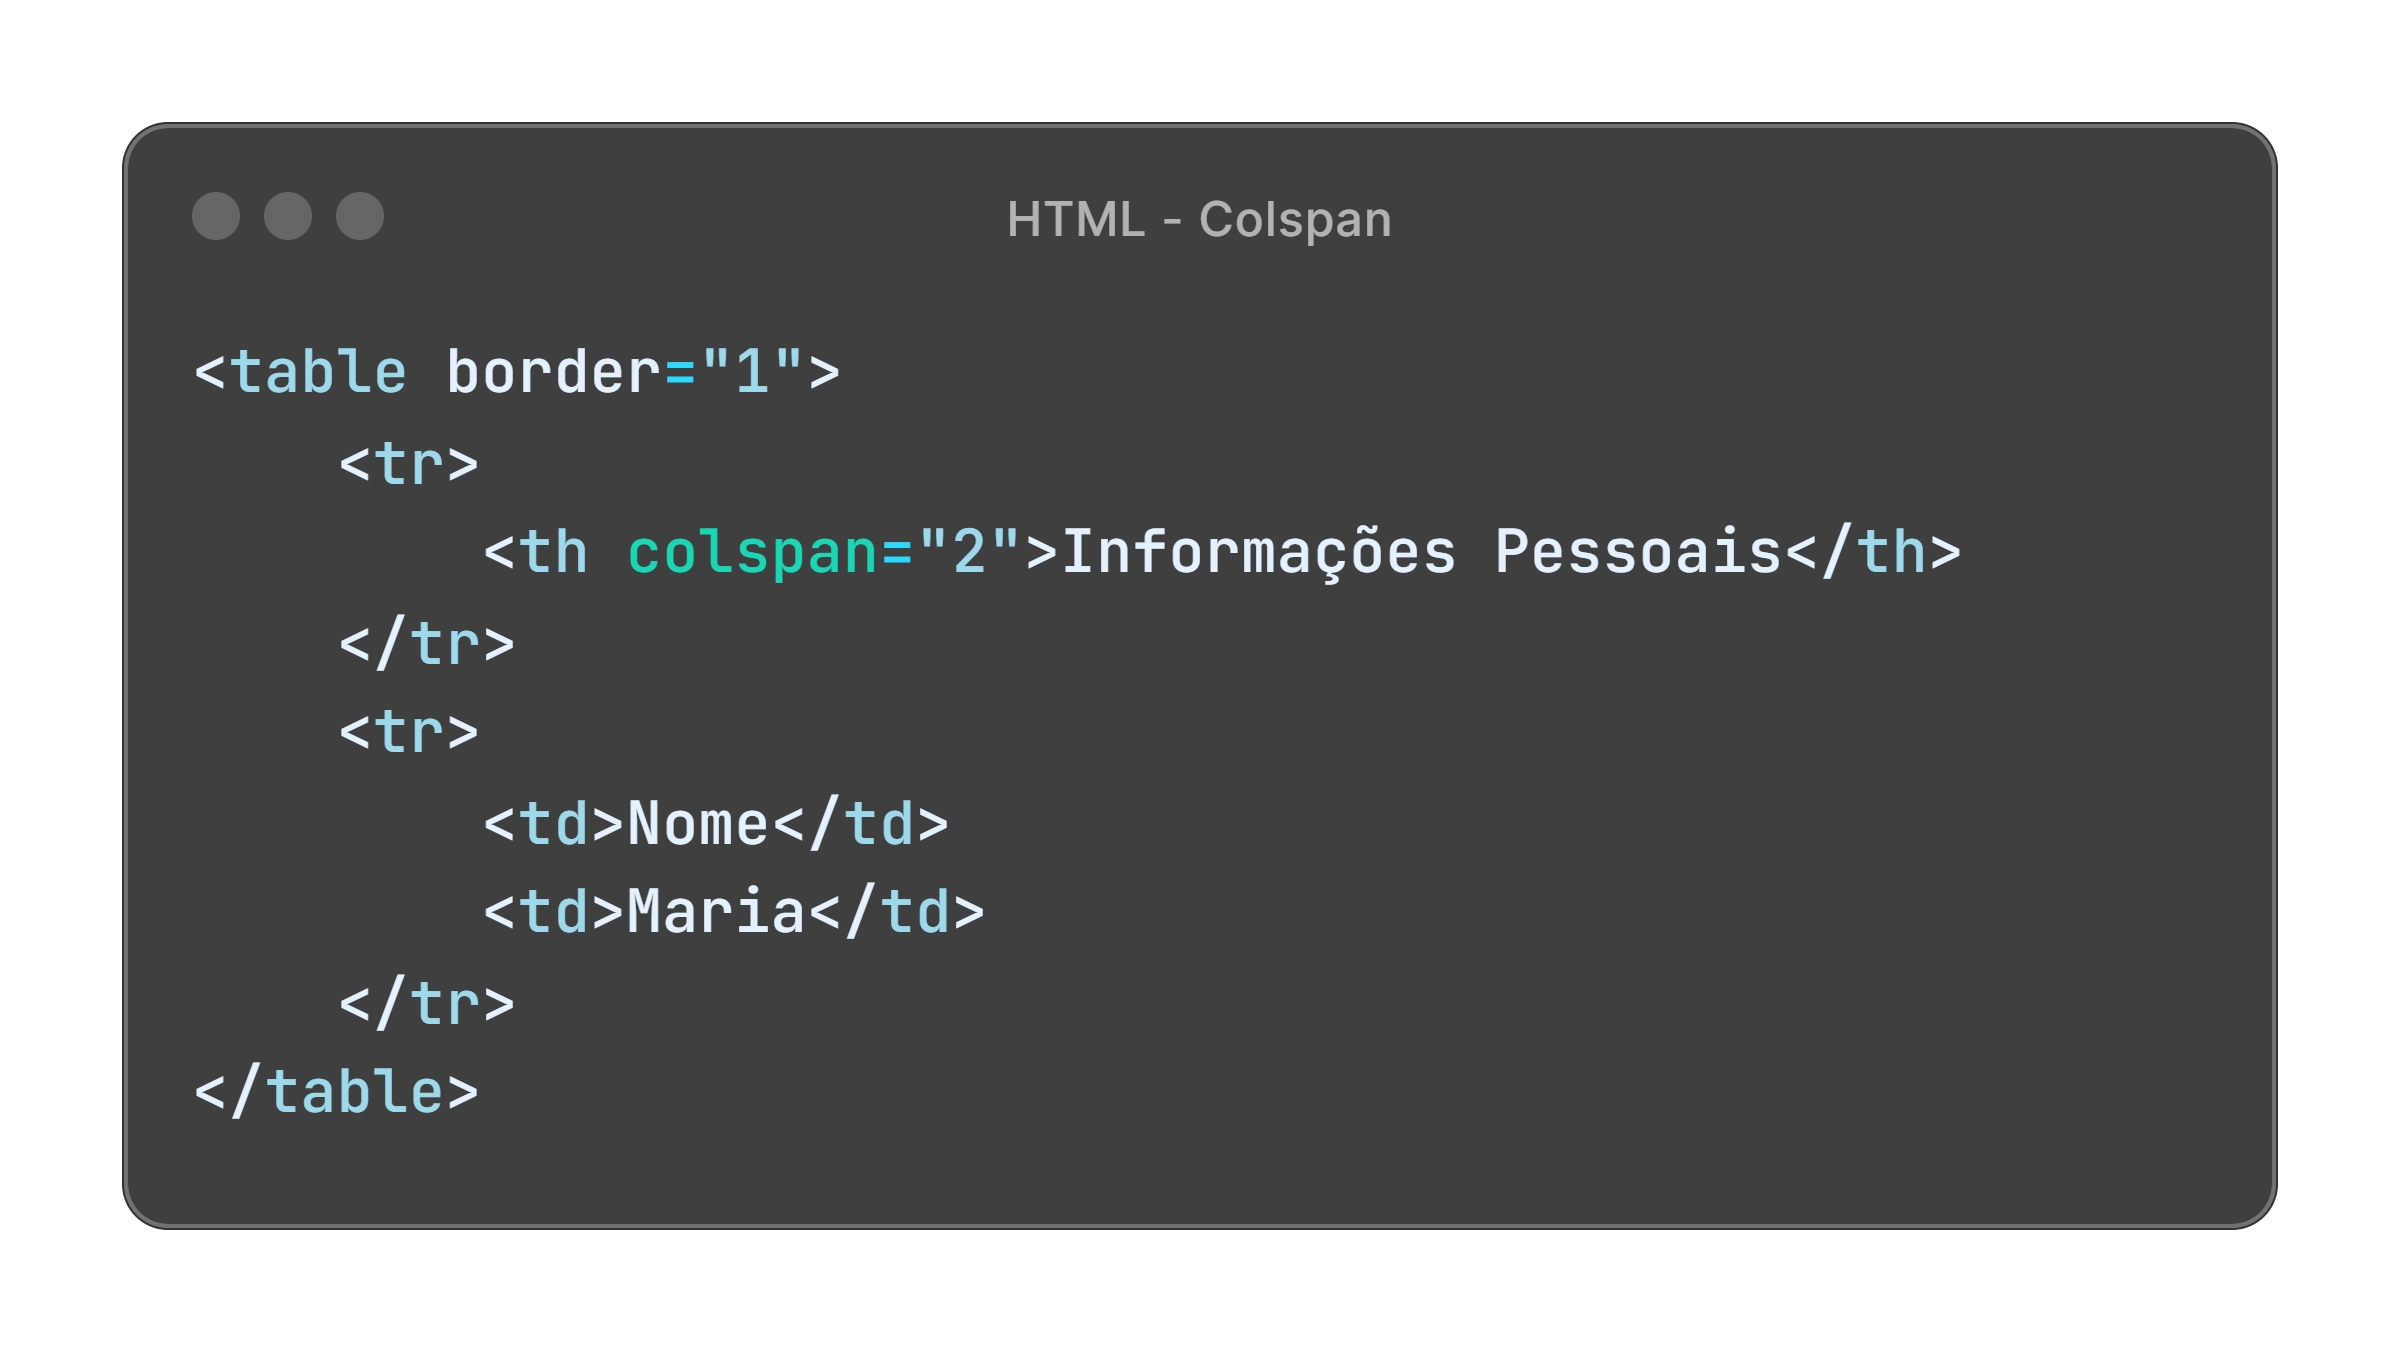 HTML - Colspan
<table border="1">
    <tr>
        <th colspan="2">Informações Pessoais</th>
    </tr>
    <tr>
        <td>Nome</td>
        <td>Maria</td>
    </tr>
</table>